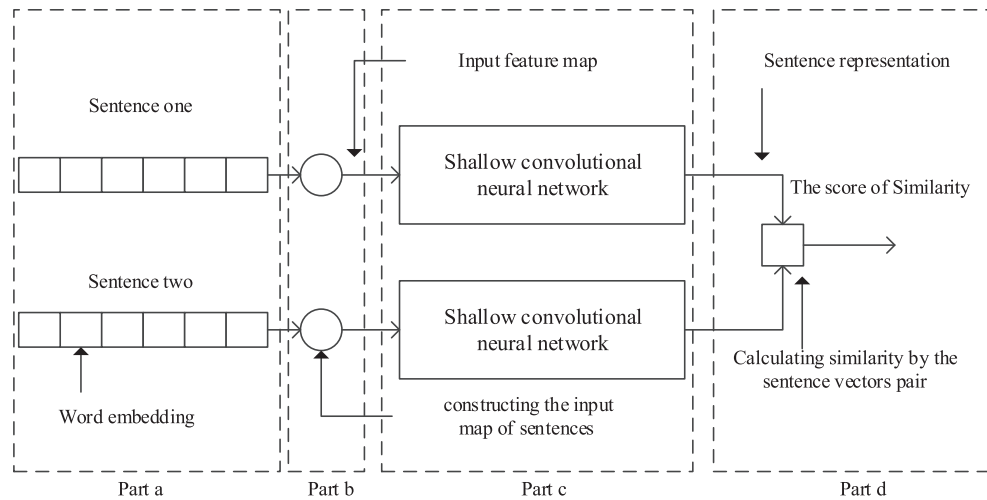 Input feature map
Sentence representation
Sentence one
Shallow convolutional
neural network
The score of Similarity
Sentence two
Shallow convolutional
neural network
Calculating similarity by the
sentence vectors pair
Word embedding
constructing the input
map of sentences
Part a
Part b
Part c
Part d